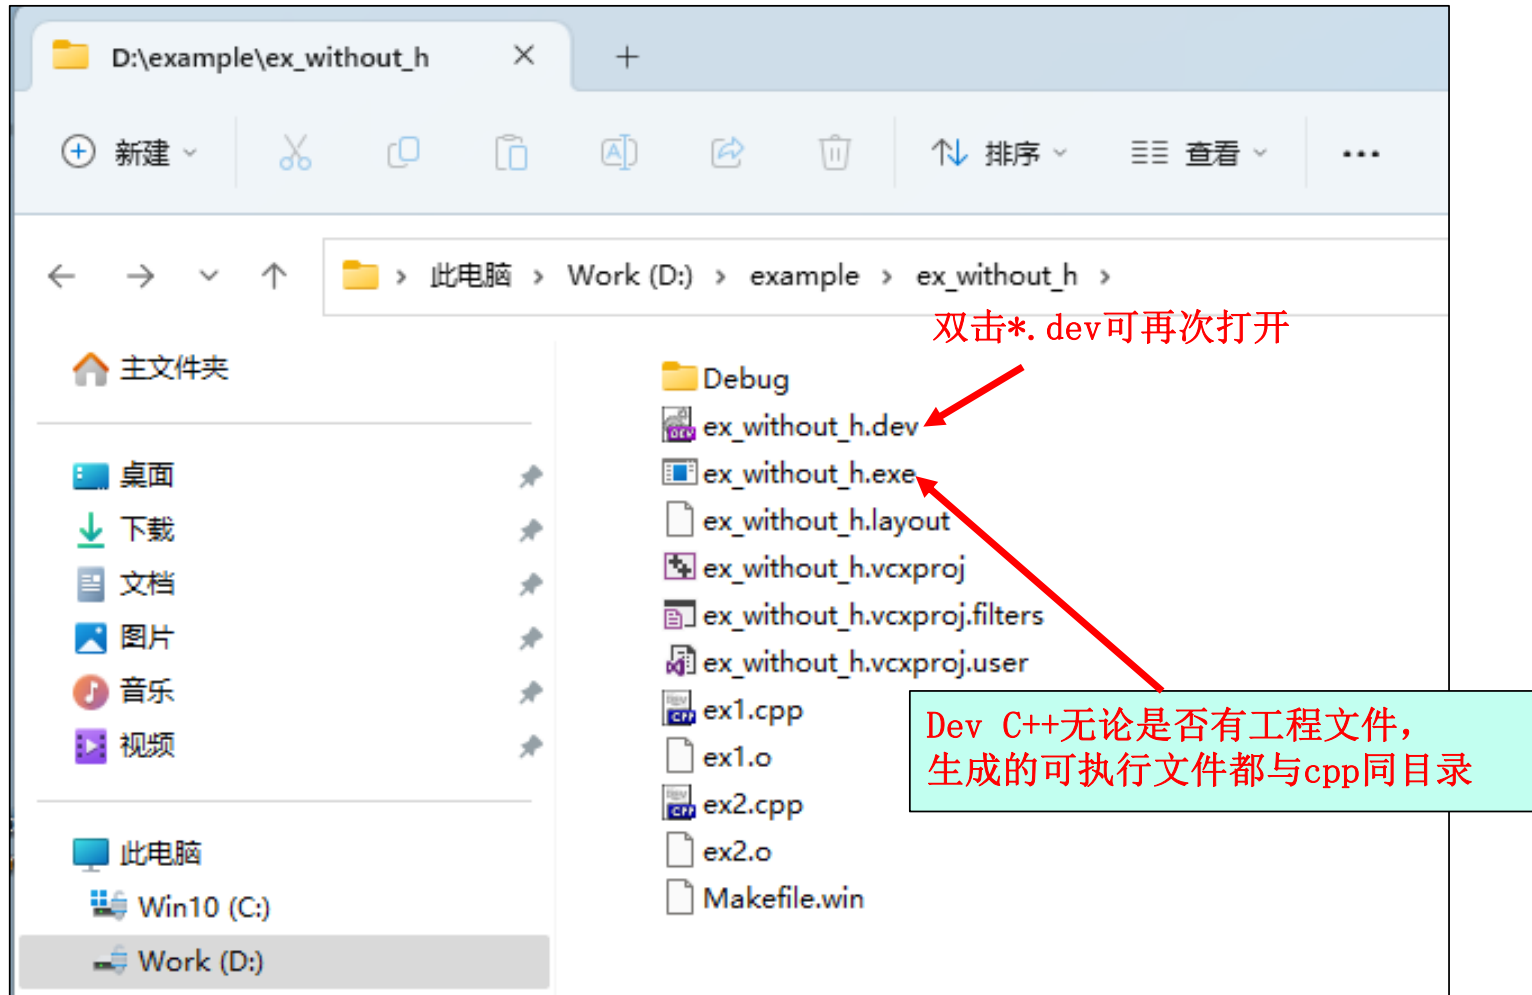 D:\example\ex_without_h
新建
排序
查看
此电脑 > Work (D:) > example > ex_without_h >
双击*.dev可再次打开
主文件夹
桌面
下载
文档
图片
音乐
视频
此电脑
Win10 (C:)
Work (D:)
Debug
ex_without_h.dev
ex_without_h.exe
ex_without_h.layout
ex_without_h.vcxproj
ex_without_h.vcxproj.filters
ex_without_h.vcxproj.user
ex1.cpp
ex1.o
ex2.cpp
ex2.o
Makefile.win
Dev C++无论是否有工程文件，
生成的可执行文件都与cpp同目录